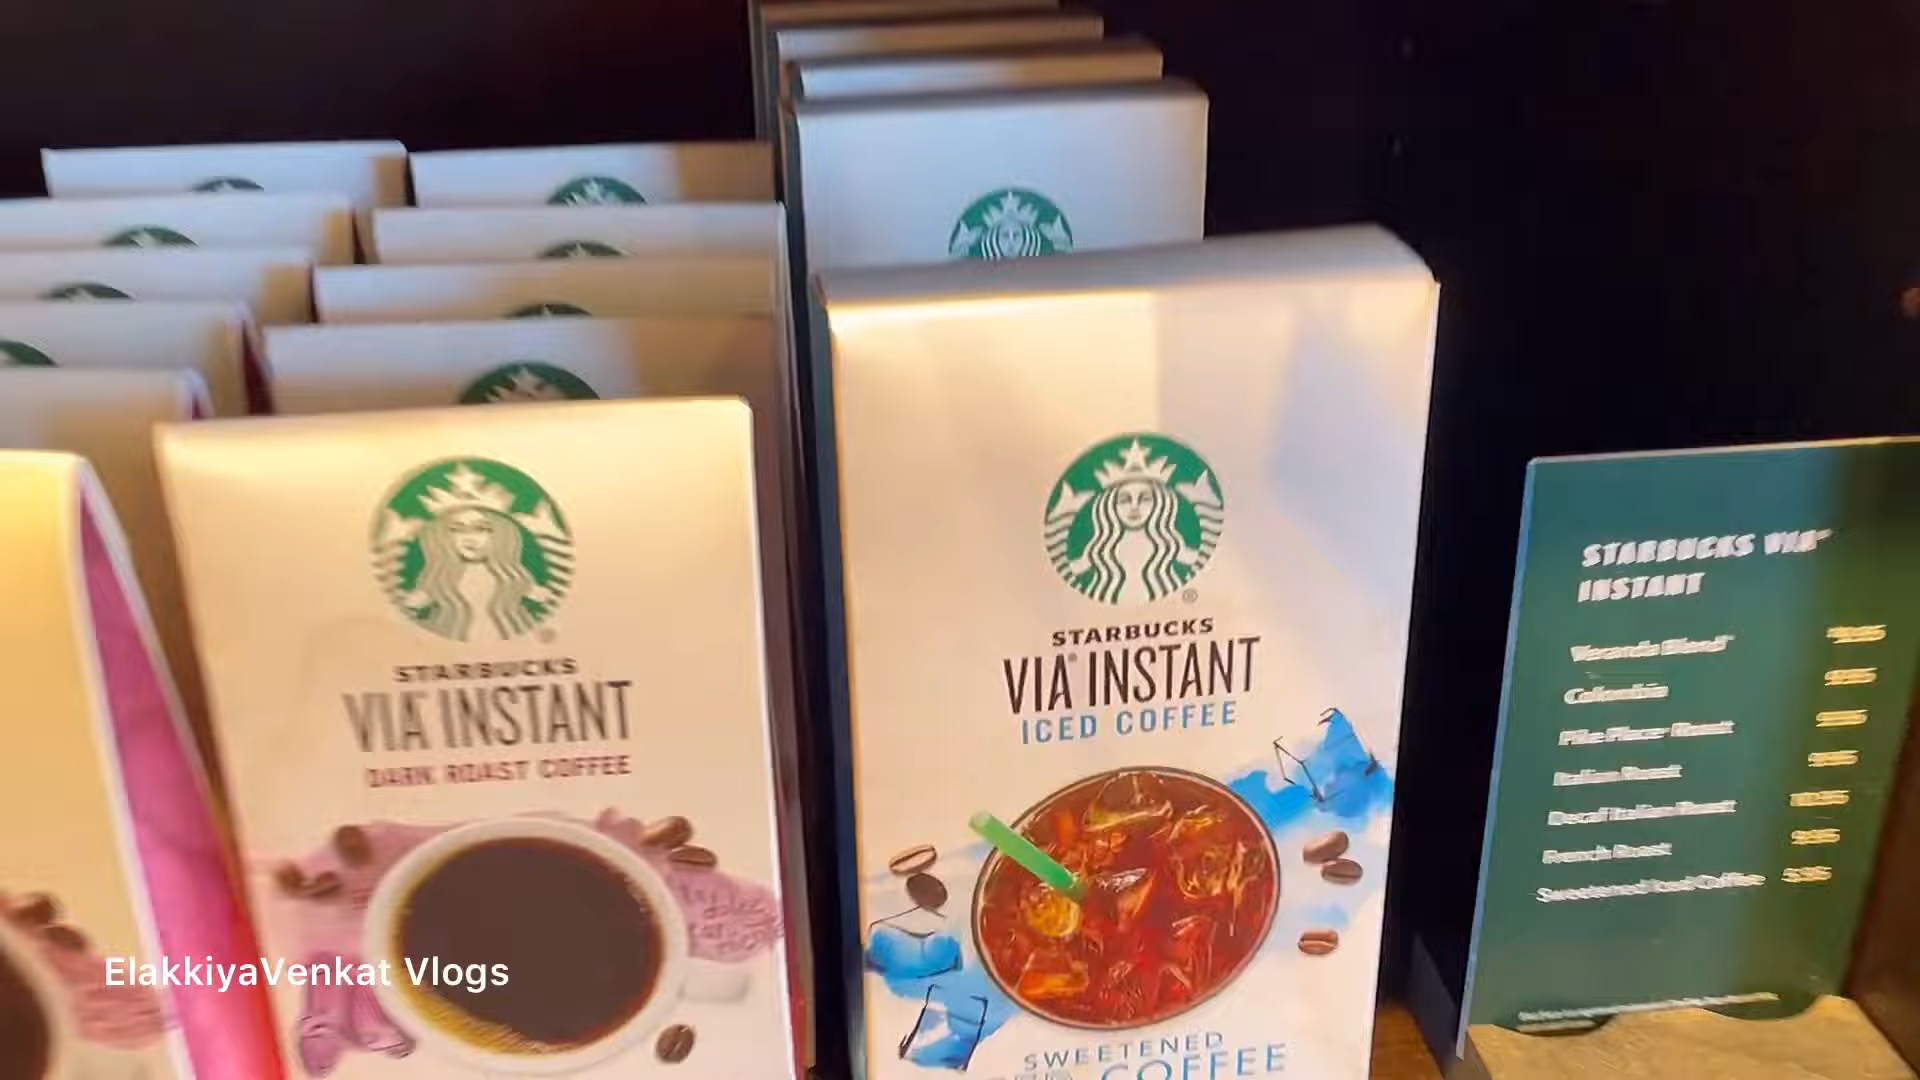 STARBUCKS
VIA INSTANT
DARK ROAST COFFEE
STARBUCKS
VIA® INSTANT
ICED COFFEE
SWEETENED
COFFEE
STARBUCKS VIA®
INSTANT
Veranda Blend
Colombia
Pike Place Roast
Italian Roast
Decaf Italian Roast
French Roast
Sweetened Iced Coffee
ElakkiyaVenkat Vlogs